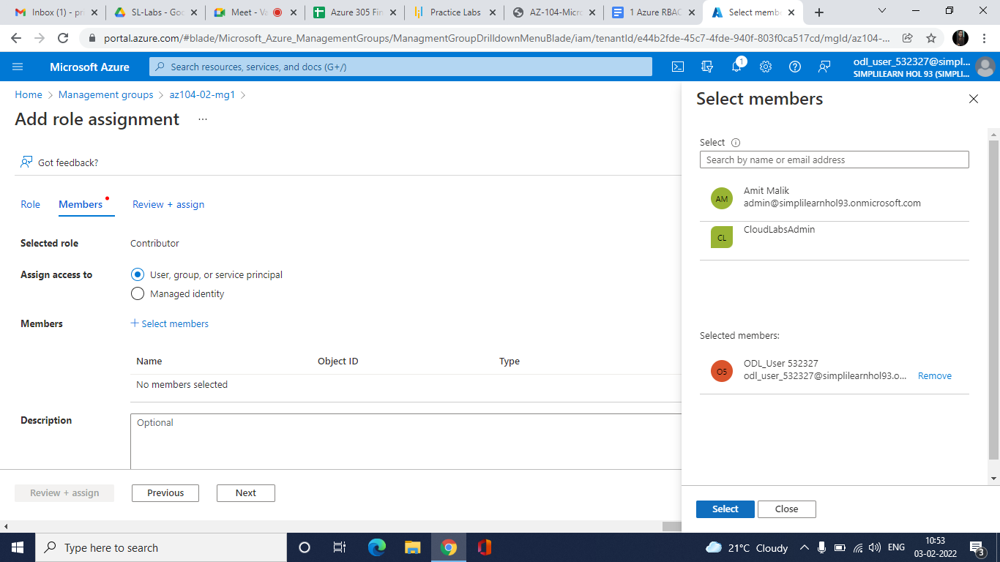 Inbox (1) - pr
SL-Labs - Goo
Meet - Va
Azure 305 Fin
Practice Labs
AZ-104-Micro
1 Azure RBAC
Select membe
portal.azure.com/#blade/Microsoft_Azure_ManagementGroups/ManagmentGroupDrilldownMenuBlade/iam/tenantId/e44b2fde-45c7-4fde-940f-803f0ca517cd/mgId/az104-...
Microsoft Azure
Search resources, services, and docs (G+/)
1
odl_user_532327@simpl...
SIMPLILEARN HOL 93 (SIMPLI...
Home > Management groups > az104-02-mg1 >
Add role assignment ...
Got feedback?
Role
Members
Review + assign
Selected role
Contributor
Assign access to
User, group, or service principal
Managed identity
Members
+ Select members
Name
Object ID
Type
No members selected
Description
Optional
Review + assign
Previous
Next
Select members
Select
Search by name or email address
AM
Amit Malik
admin@simplilearnhol93.onmicrosoft.com
CL
CloudLabsAdmin
Selected members:
O5
ODL_User 532327
odl_user_532327@simplilearnhol93.o...
Remove
Select
Close
Type here to search
21°C Cloudy
ENG
10:53
03-02-2022
3